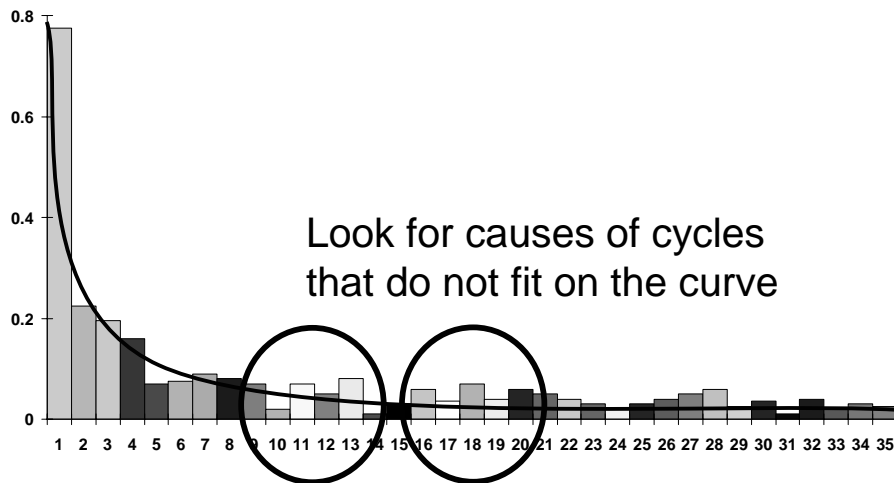 0.8
0.6
0.4
Look for causes of cycles
that do not fit on the curve
0.2
0
1 2 3 4 5 6 7 8 9 10 11 12 13 14 15 16 17 18 19 20 21 22 23 24 25 26 27 28 29 30 31 32 33 34 35